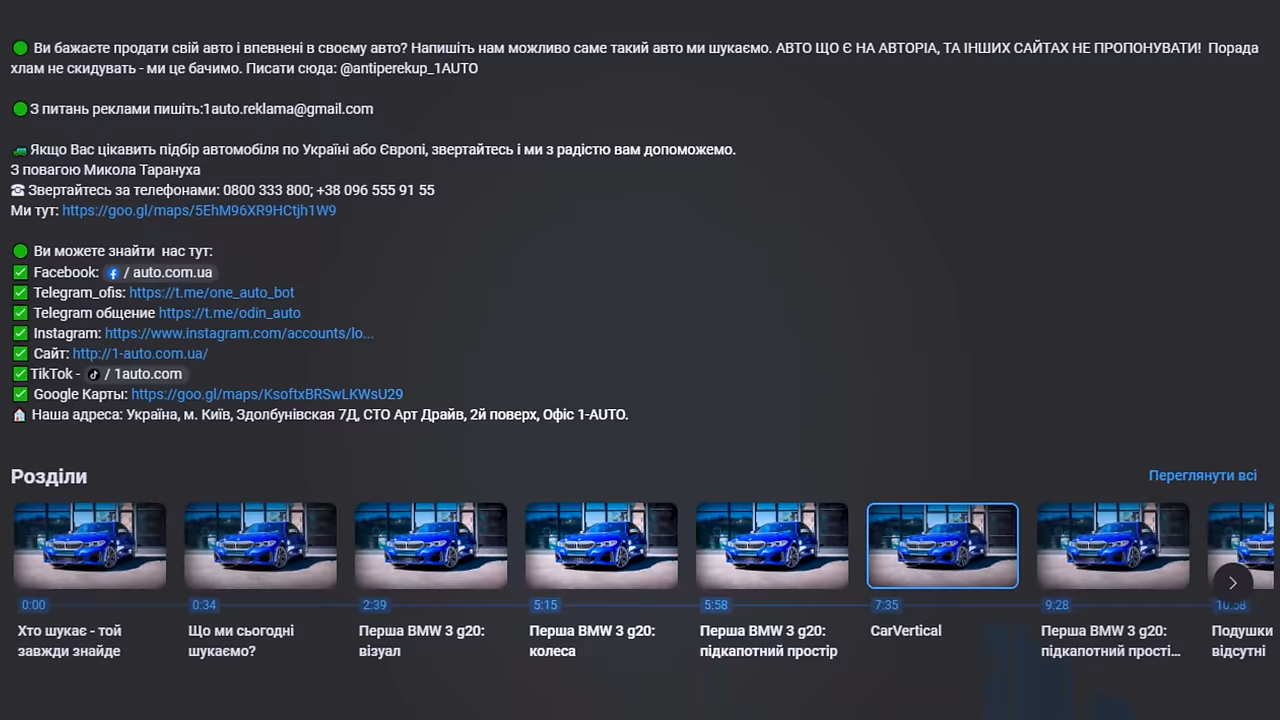 🟢 Ви бажаєте продати свій авто і впевнені в своєму авто? Напишіть нам можливо саме такий авто ми шукаємо. АВТО ЩО Є НА АВТОРІА, ТА ІНШИХ САЙТАХ НЕ ПРОПОНУВАТИ! Порада
хлам не скидувать - ми це бачимо. Писати сюда: @antiperekup_1AUTO
🟢З питань реклами пишіть:1auto.reklama@gmail.com
🚙 Якщо Вас цікавить підбір автомобіля по Україні або Європі, звертайтесь і ми з радістю вам допоможемо.
З повагою Микола Тарануха
☎ Звертайтесь за телефонами: 0800 333 800; +38 096 555 91 55
Ми тут: https://goo.gl/maps/5EhM96XR9HCtjh1W9
🟢 Ви можете знайти нас тут:
✅ Facebook: / auto.com.ua
✅ Telegram_ofis: https://t.me/one_auto_bot
✅ Telegram общение https://t.me/odin_auto
✅ Instagram: https://www.instagram.com/accounts/lo...
✅ Сайт: http://1-auto.com.ua/
✅TikTok - / 1auto.com
✅ Google Карты: https://goo.gl/maps/KsoftxBRSwLKWsU29
🏠 Наша адреса: Україна, м. Київ, Здолбунівская 7Д, СТО Арт Драйв, 2й поверх, Офіс 1-AUTO.
Розділи
Переглянути всі
0:00
Хто шукає - той
завжди знайде
0:34
Що ми сьогодні
шукаємо?
2:39
Перша BMW 3 g20:
візуал
5:15
Перша BMW 3 g20:
колеса
5:58
Перша BMW 3 g20:
підкапотний простір
7:35
CarVertical
9:28
Перша BMW 3 g20:
підкапотний прості...
10:58
Подушки
відсутні